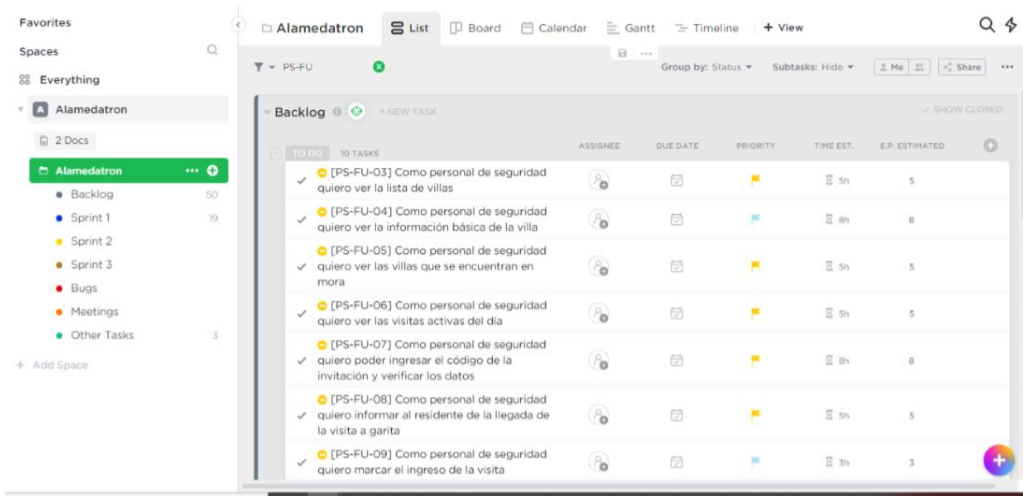 Favorites
Spaces
Everything
A Alamedatron
2 Docs
Alamedatron
Backlog 50
Sprint 1 19
Sprint 2
Sprint 3
Bugs
Meetings
Other Tasks 3
+ Add Space
Alamedatron List Board Calendar Gantt Timeline + View
PS-FU Group by: Status Subtasks: Hide Me Share
Backlog + NEW TASK SHOW CLOSED
TO DO 10 TASKS ASSIGNEE DUE DATE PRIORITY TIME EST. E.P. ESTIMADO
[PS-FU-03] Como personal de seguridad
quiero ver la lista de villas 5h 5
[PS-FU-04] Como personal de seguridad
quiero ver la información básica de la villa 8h 8
[PS-FU-05] Como personal de seguridad
quiero ver las villas que se encuentran en 5h 5
mora
[PS-FU-06] Como personal de seguridad
quiero ver las visitas activas del día 5h 5
[PS-FU-07] Como personal de seguridad
quiero poder ingresar el código de la 8h 8
invitación y verificar los datos
[PS-FU-08] Como personal de seguridad
quiero informar al residente de la llegada de 5h 5
la visita a garita
[PS-FU-09] Como personal de seguridad
quiero marcar el ingreso de la visita 3h 3